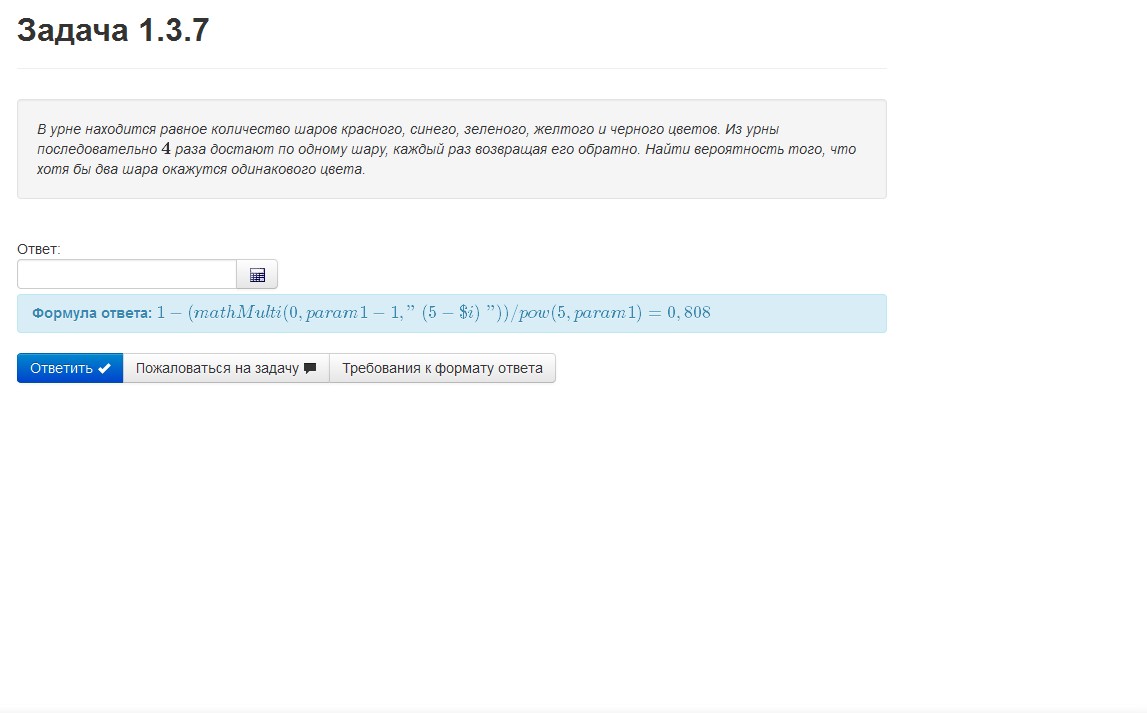 Задача 1.3.7
В урне находится равное количество шаров красного, синего, зеленого, желтого и черного цветов. Из урны
последовательно 4 раза достают по одному шару, каждый раз возвращая его обратно. Найти вероятность того, что
хотя бы два шара окажутся одинакового цвета.
Ответ:
Формула ответа: 1 − (mathMulti(0, param1 − 1, ” (5 − $i) ”))/pow(5, param1) = 0, 808
Ответить Пожаловаться на задачу Требования к формату ответа